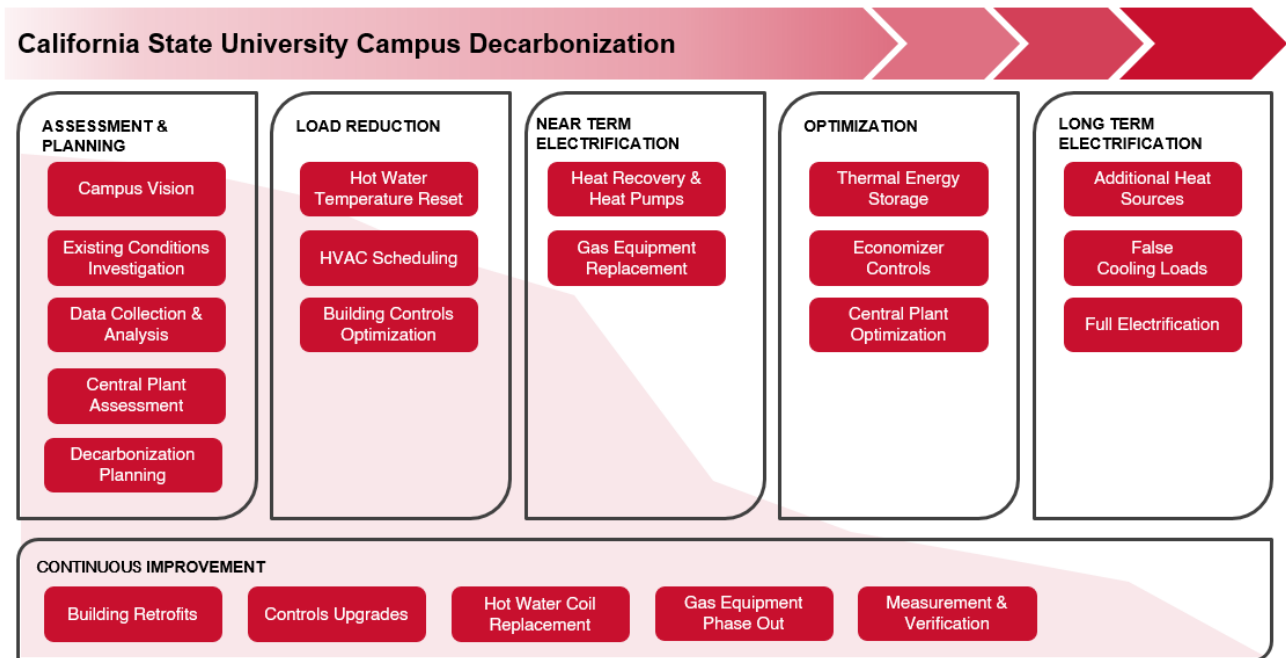 California State University Campus Decarbonization
ASSESSMENT &
PLANNING
Campus Vision
Existing Conditions
Investigation
Data Collection &
Analysis
Central Plant
Assessment
Decarbonization
Planning
LOAD REDUCTION
Hot Water
Temperature Reset
HVAC Scheduling
Building Controls
Optimization
NEAR TERM
ELECTRIFICATION
Heat Recovery &
Heat Pumps
Gas Equipment
Replacement
OPTIMIZATION
Thermal Energy
Storage
Economizer
Controls
Central Plant
Optimization
LONG TERM
ELECTRIFICATION
Additional Heat
Sources
False
Cooling Loads
Full Electrification
CONTINUOUS IMPROVEMENT
Building Retrofits
Controls Upgrades
Hot Water Coil
Replacement
Gas Equipment
Phase Out
Measurement &
Verification